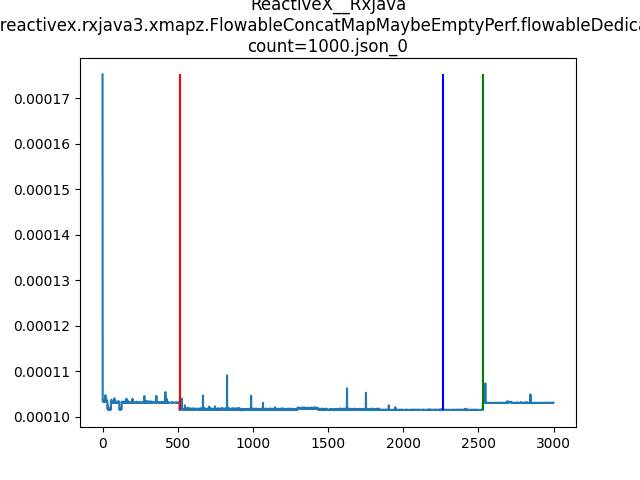 ReactiveX__RxJava
reactivex.rxjava3.xmapz.FlowableConcatMapMaybeEmptyPerf.flowableDedica
count=1000.json_0
0.00017
0.00016
0.00015
0.00014
0.00013
0.00012
0.00011
0.00010
0 500 1000 1500 2000 2500 3000